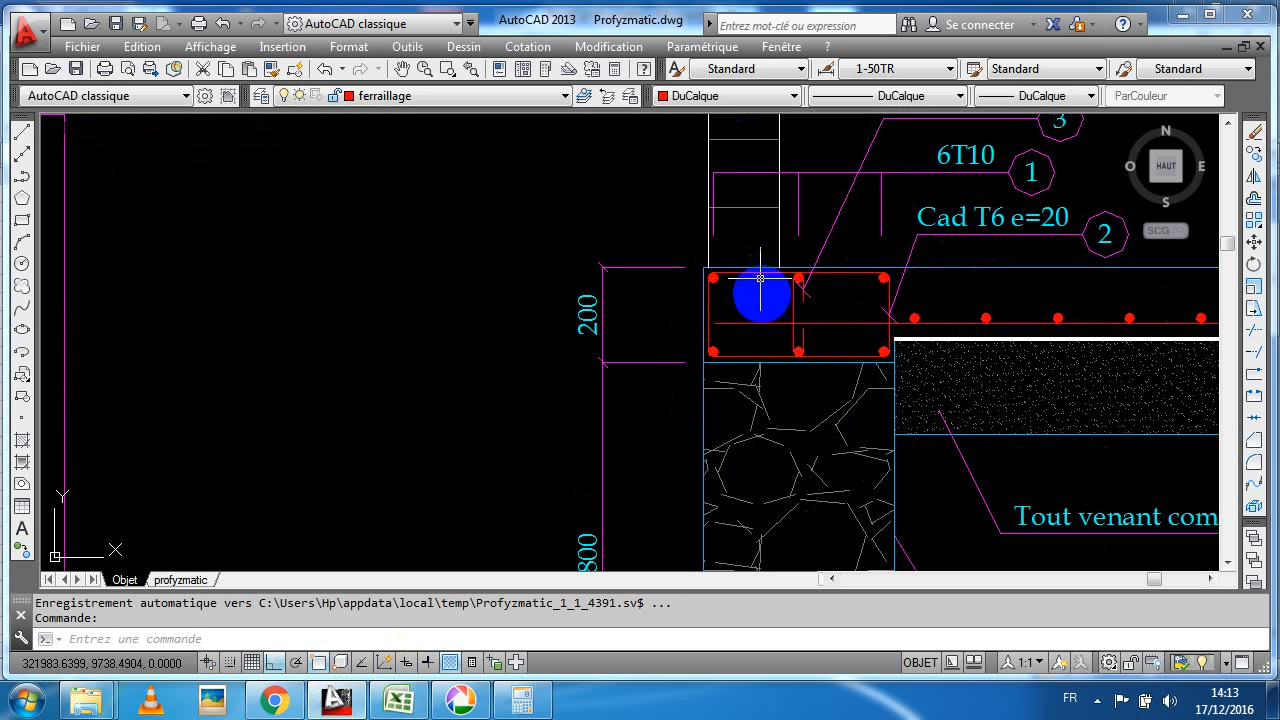 AutoCAD classique
AutoCAD 2013 Profyzmatic.dwg
Entrez mot-clé ou expression
Se connecter
Fichier Edition Affichage Insertion Format Outils Dessin Cotation Modification Paramétrique Fenêtre ?
Standard 1-50TR Standard Standard
AutoCAD classique ferraillage DuCalque DuCalque DuCalque ParCouleur
3
6T10
1
Cad T6 e=20
2
N
O HAUT E
S
SCG
200
800
Tout venant com
Y
X
Objet profyzmatic
Enregistrement automatique vers C:\Users\Hp\appdata\local\temp\Profyzmatic_1_1_4391.sv$ ...
Commande:
Entrez une commande
321983.6399, 9738.4904, 0.0000
OBJET 1:1
FR
14:13
17/12/2016